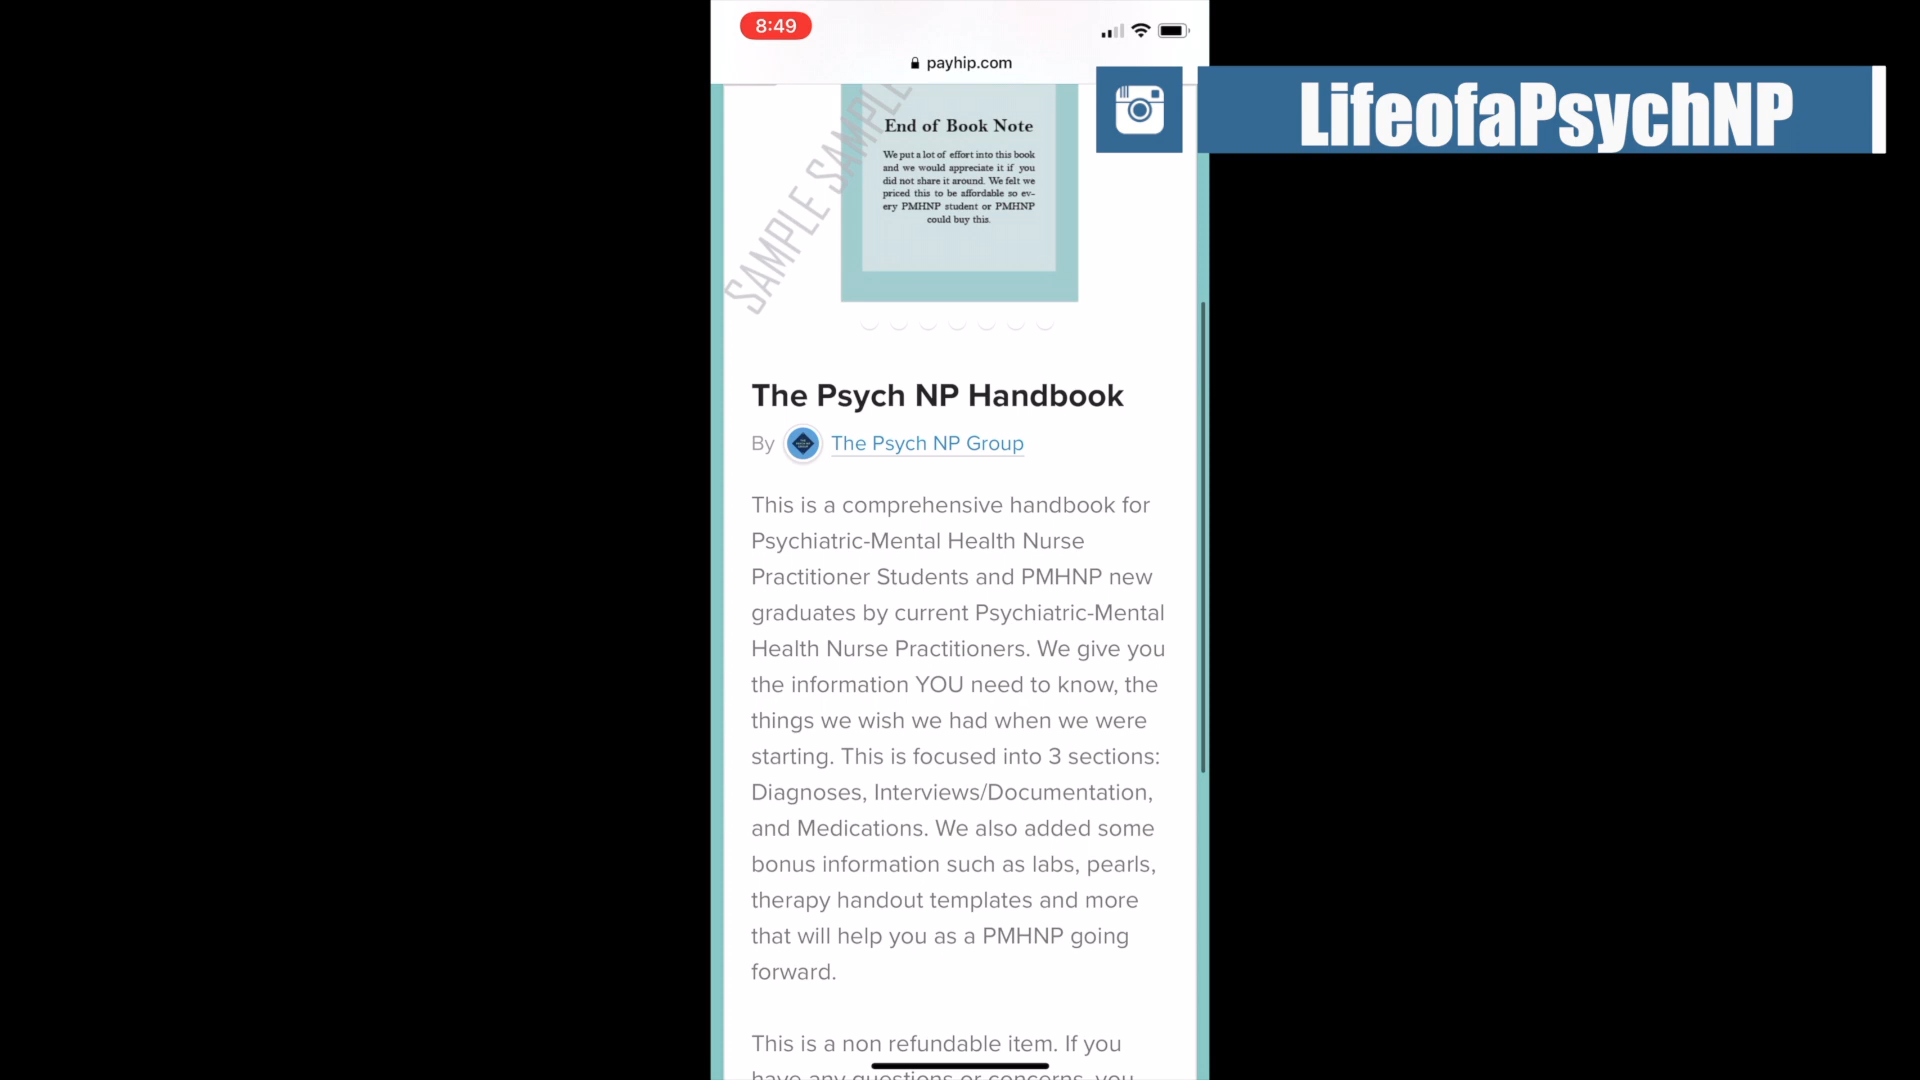 8:49
payhip.com
LifeofaPsychNP
SAMPLE SAMPLE
End of Book Note
We put a lot of effort into this book
and we would appreciate it if you
did not share it around. We felt we
priced this to be affordable so ev-
ery PMHNP student or PMHNP
could buy this.
The Psych NP Handbook
By The Psych NP Group
This is a comprehensive handbook for
Psychiatric-Mental Health Nurse
Practitioner Students and PMHNP new
graduates by current Psychiatric-Mental
Health Nurse Practitioners. We give you
the information YOU need to know, the
things we wish we had when we were
starting. This is focused into 3 sections:
Diagnoses, Interviews/Documentation,
and Medications. We also added some
bonus information such as labs, pearls,
therapy handout templates and more
that will help you as a PMHNP going
forward.
This is a non refundable item. If you
have any questions or concerns, you